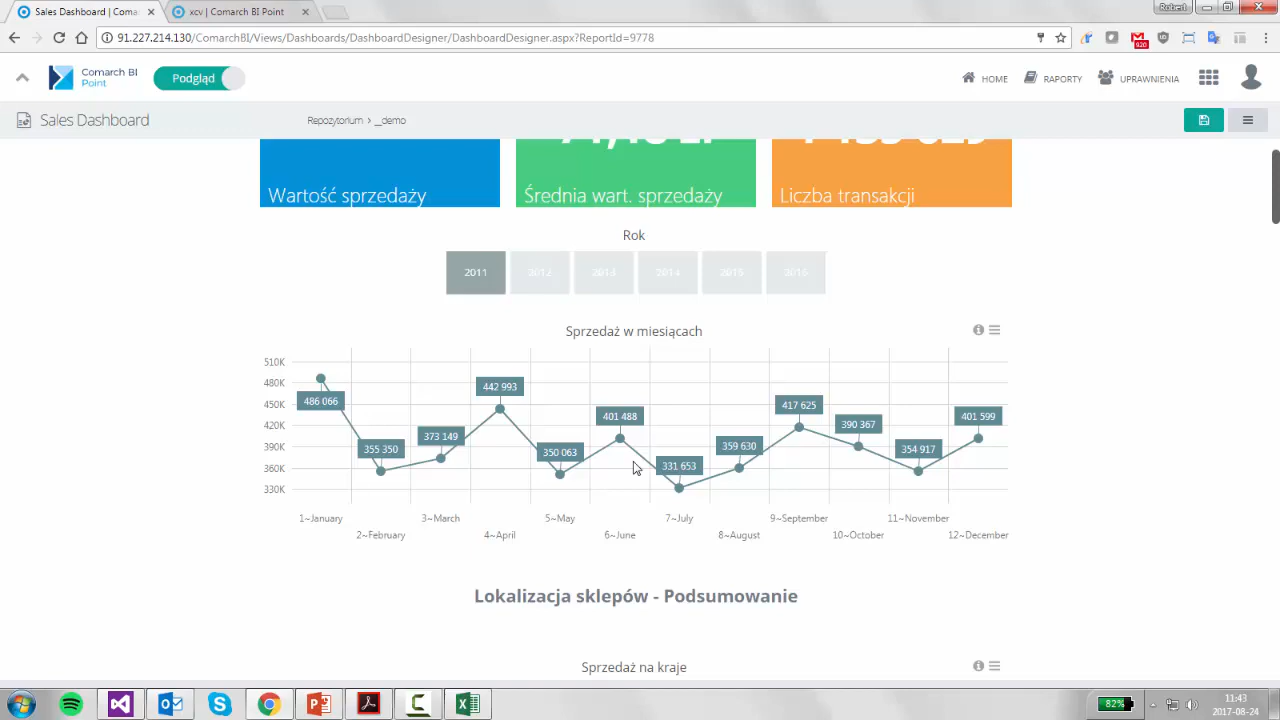 Sales Dashboard | Coma
xcv | Comarch BI Point
Robert
91.227.214.130/ComarchBI/Views/Dashboards/DashboardDesigner/DashboardDesigner.aspx?ReportId=9778
920
Comarch BI
Point
Podgląd
HOME
RAPORTY
UPRAWNIENIA
Sales Dashboard
Repozytorium > __demo
Wartość sprzedaży
Średnia wart. sprzedaży
Liczba transakcji
Rok
2011 2012 2013 2014 2015 2016
Sprzedaż w miesiącach
510K
480K
450K
420K
390K
360K
330K
486 066
355 350
373 149
442 993
350 063
401 488
331 653
359 630
417 625
390 367
354 917
401 599
1~January
2~February
3~March
4~April
5~May
6~June
7~July
8~August
9~September
10~October
11~November
12~December
Lokalizacja sklepów - Podsumowanie
Sprzedaż na kraje
82%
11:43
2017-08-24